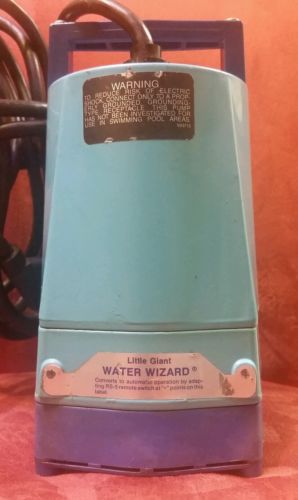 WARNING
TO REDUCE RISK OF ELECTRIC
SHOCK, CONNECT ONLY TO A PROP-
ERLY GROUNDED, GROUNDING-
TYPE RECEPTACLE. THIS PUMP
HAS NOT BEEN INVESTIGATED FOR
USE IN SWIMMING POOL AREAS.
Little Giant
WATER WIZARD®
Converts to automatic operation by adap-
ting RS-5 remote switch at "+" points on this
label.